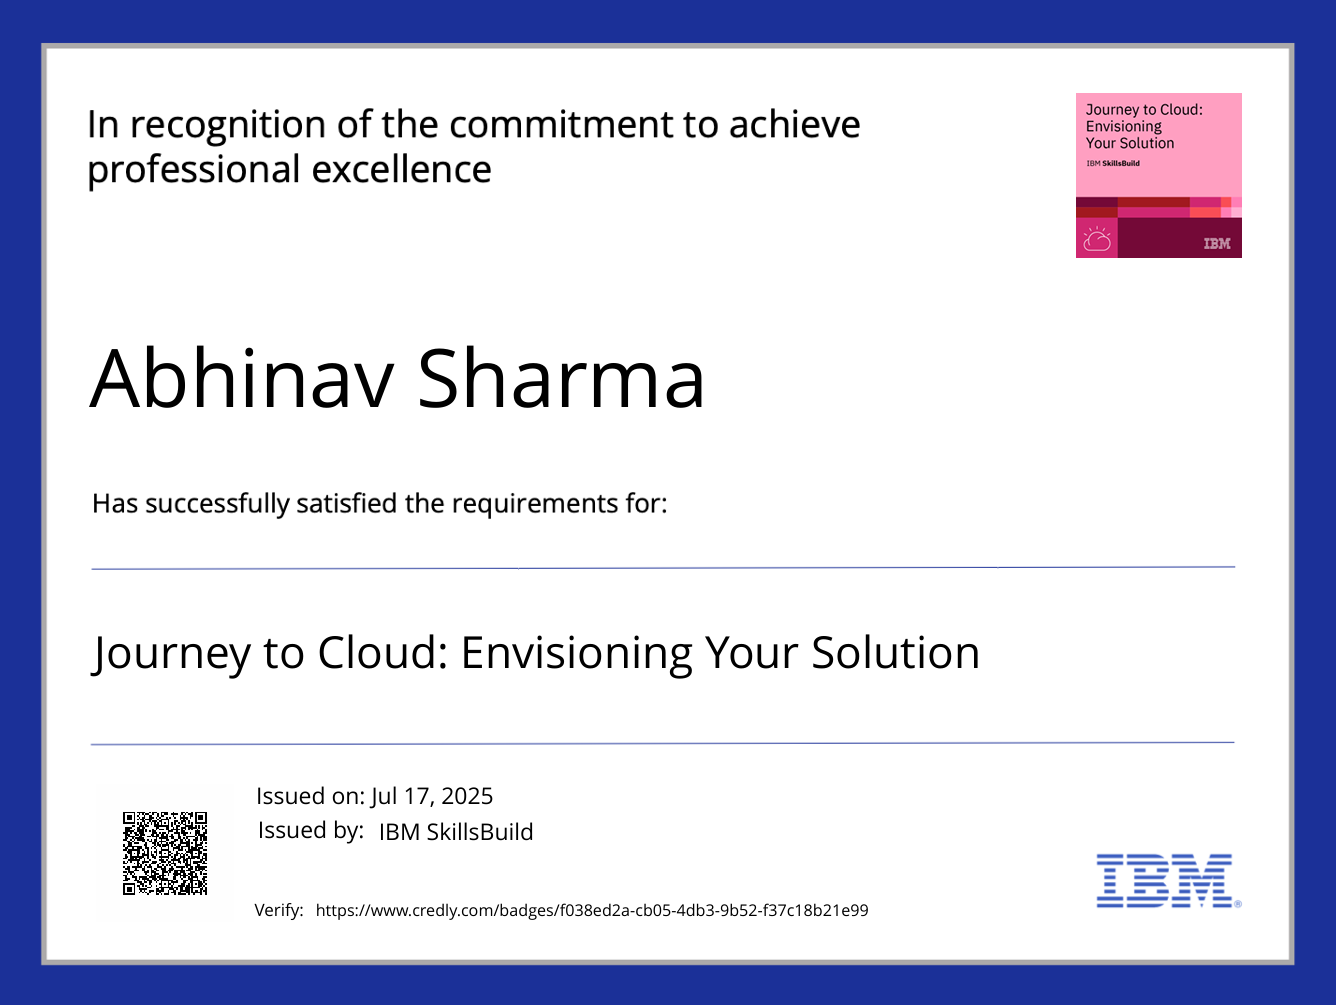 In recognition of the commitment to achieve
professional excellence
Journey to Cloud:
Envisioning
Your Solution
IBM SkillsBuild
IBM
Abhinav Sharma
Has successfully satisfied the requirements for:
Journey to Cloud: Envisioning Your Solution
Issued on: Jul 17, 2025
Issued by: IBM SkillsBuild
IBM®
Verify: https://www.credly.com/badges/f038ed2a-cb05-4db3-9b52-f37c18b21e99